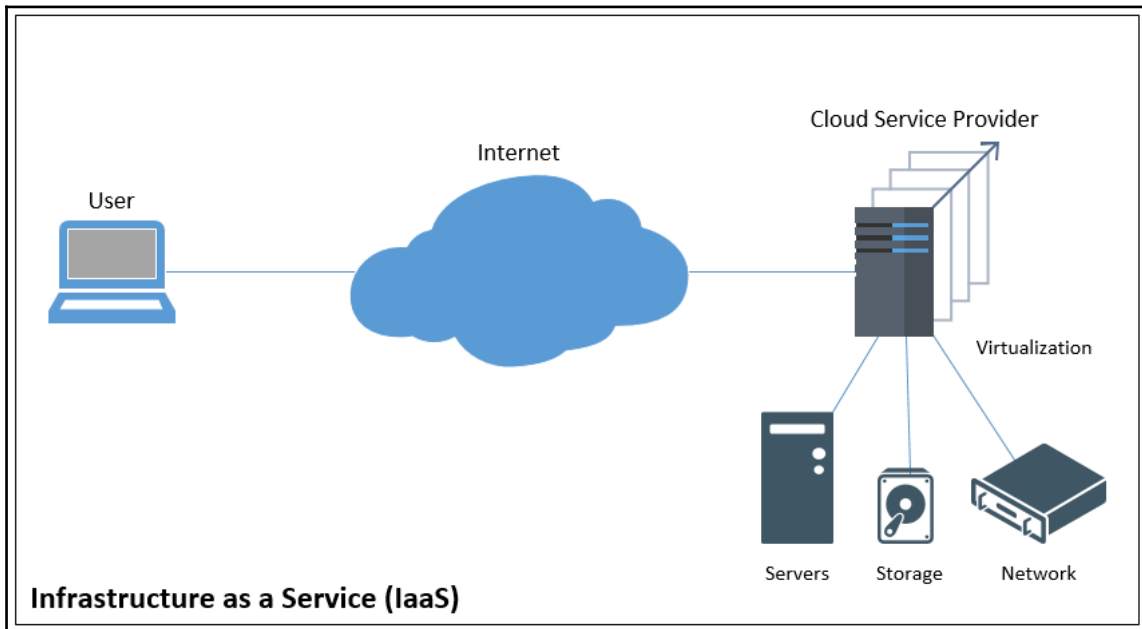 Cloud Service Provider
Internet
User
Virtualization
Servers
Storage
Network
Infrastructure as a Service (IaaS)